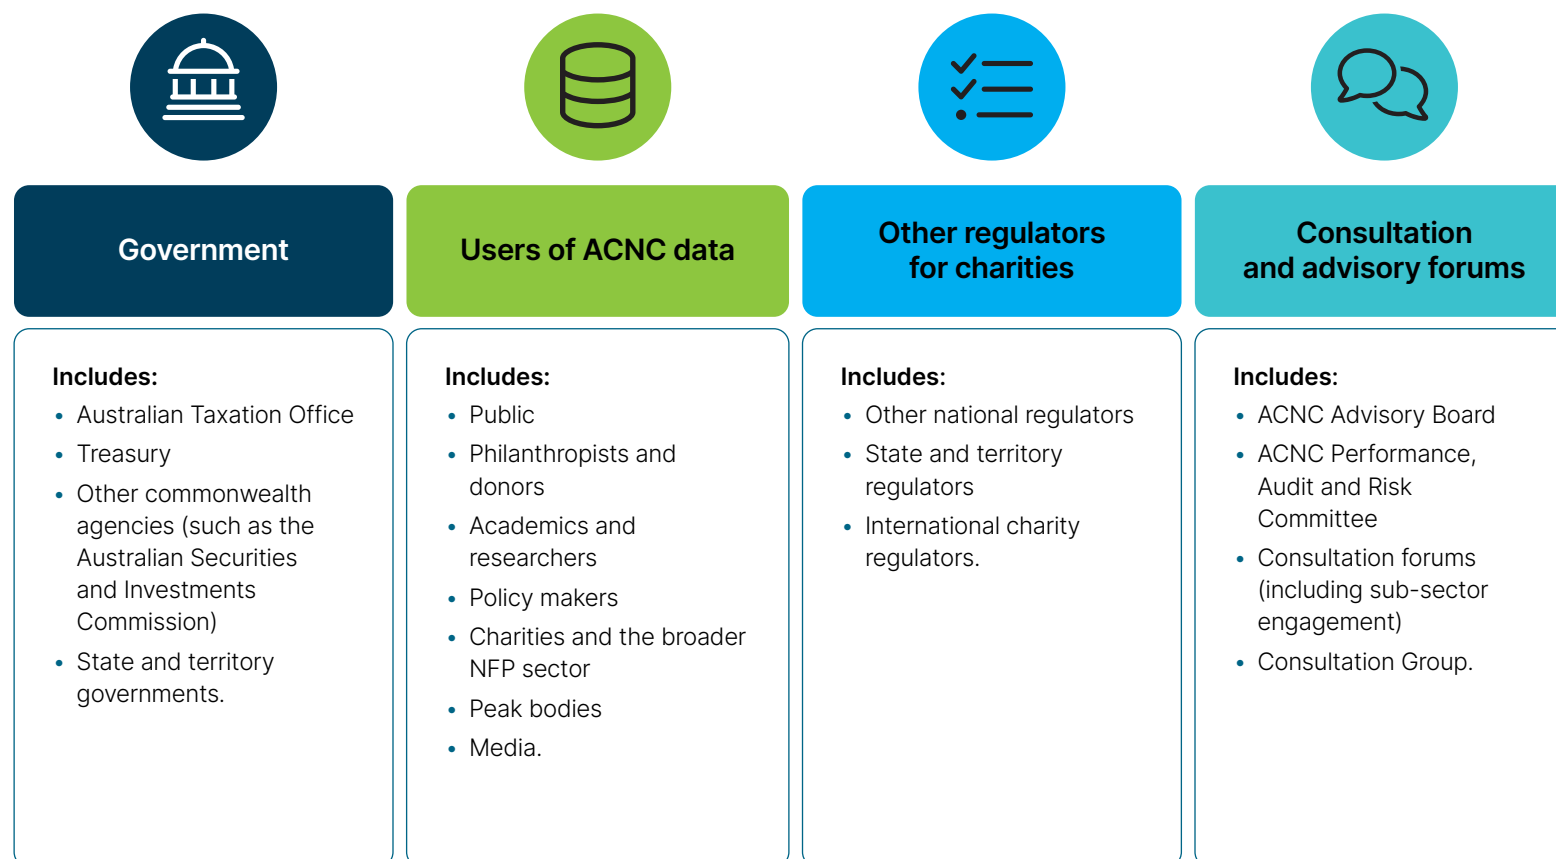 Government
Includes:
• Australian Taxation Office
• Treasury
• Other commonwealth
agencies (such as the
Australian Securities
and Investments
Commission)
• State and territory
governments.
Users of ACNC data
Includes:
• Public
• Philanthropists and
donors
• Academics and
researchers
• Policy makers
• Charities and the broader
NFP sector
• Peak bodies
• Media.
Other regulators
for charities
Includes:
• Other national regulators
• State and territory
regulators
• International charity
regulators.
Consultation
and advisory forums
Includes:
• ACNC Advisory Board
• ACNC Performance,
Audit and Risk
Committee
• Consultation forums
(including sub-sector
engagement)
• Consultation Group.